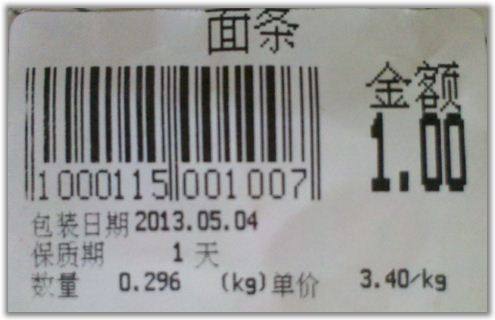 面条
金额
1.00
1000115 001007
包装日期 2013.05.04
保质期 1 天
数量 0.296 (kg) 单价 3.40/kg